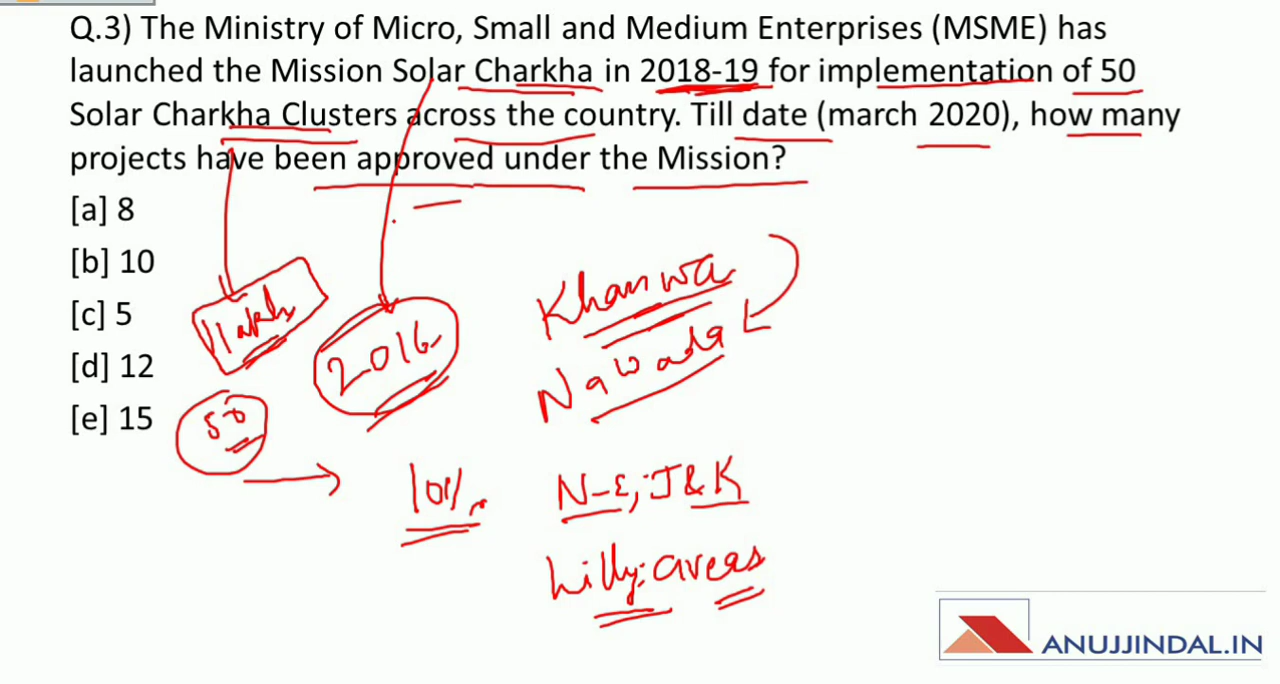 Q.3) The Ministry of Micro, Small and Medium Enterprises (MSME) has
launched the Mission Solar Charkha in 2018-19 for implementation of 50
Solar Charkha Clusters across the country. Till date (march 2020), how many
projects have been approved under the Mission?
[a] 8
[b] 10
[c] 5
[d] 12
[e] 15
1 lakh
2016
Khanwa
Nawada
50
10%
N-E, J&K
hilly areas
ANUJJINDAL.IN